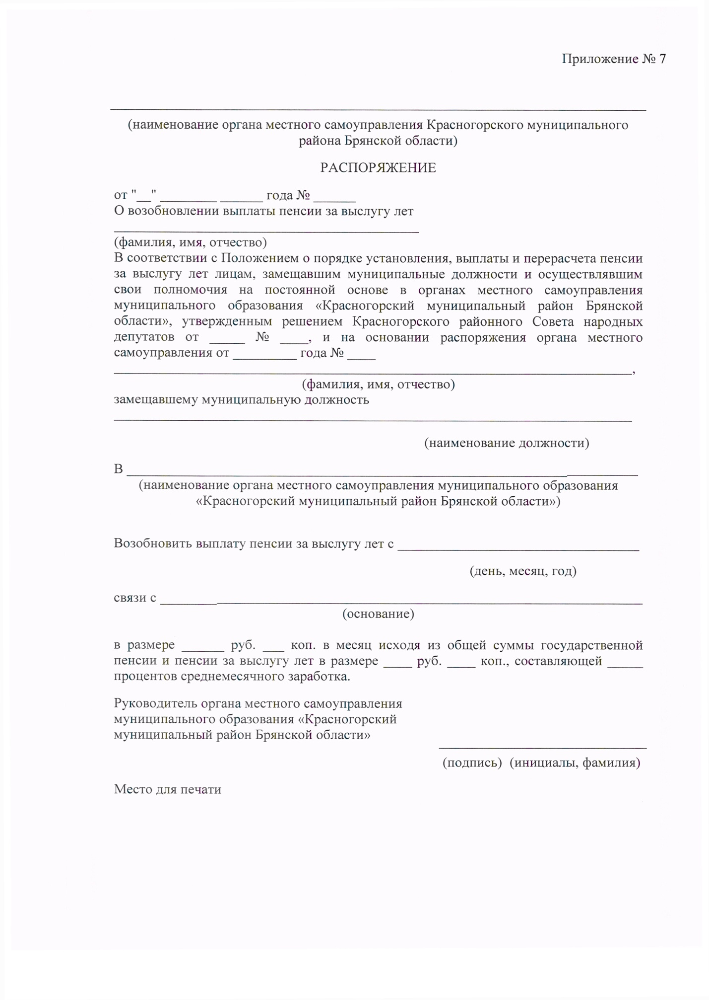 Приложение № 7
(наименование органа местного самоуправления Красногорского муниципального
района Брянской области)
РАСПОРЯЖЕНИЕ
от "__" ________ ______ года № ______
О возобновлении выплаты пенсии за выслугу лет
___________________________________________
(фамилия, имя, отчество)
В соответствии с Положением о порядке установления, выплаты и перерасчета пенсии
за выслугу лет лицам, замещавшим муниципальные должности и осуществлявшим
свои полномочия на постоянной основе в органах местного самоуправления
муниципального образования «Красногорский муниципальный район Брянской
области», утвержденным решением Красногорского районного Совета народных
депутатов от _____ № ____, и на основании распоряжения органа местного
самоуправления от _________ года № ____
_________________________________________________________________________,
(фамилия, имя, отчество)
замещавшему муниципальную должность
_________________________________________________________________________
(наименование должности)
В ________________________________________________________________________
(наименование органа местного самоуправления муниципального образования
«Красногорский муниципальный район Брянской области»)
Возобновить выплату пенсии за выслугу лет с __________________________________
(день, месяц, год)
связи с ____________________________________________________________________
(основание)
в размере ______ руб. ___ коп. в месяц исходя из общей суммы государственной
пенсии и пенсии за выслугу лет в размере ____ руб. ____ коп., составляющей _____
процентов среднемесячного заработка.
Руководитель органа местного самоуправления
муниципального образования «Красногорский
муниципальный район Брянской области»
(подпись) (инициалы, фамилия)
Место для печати